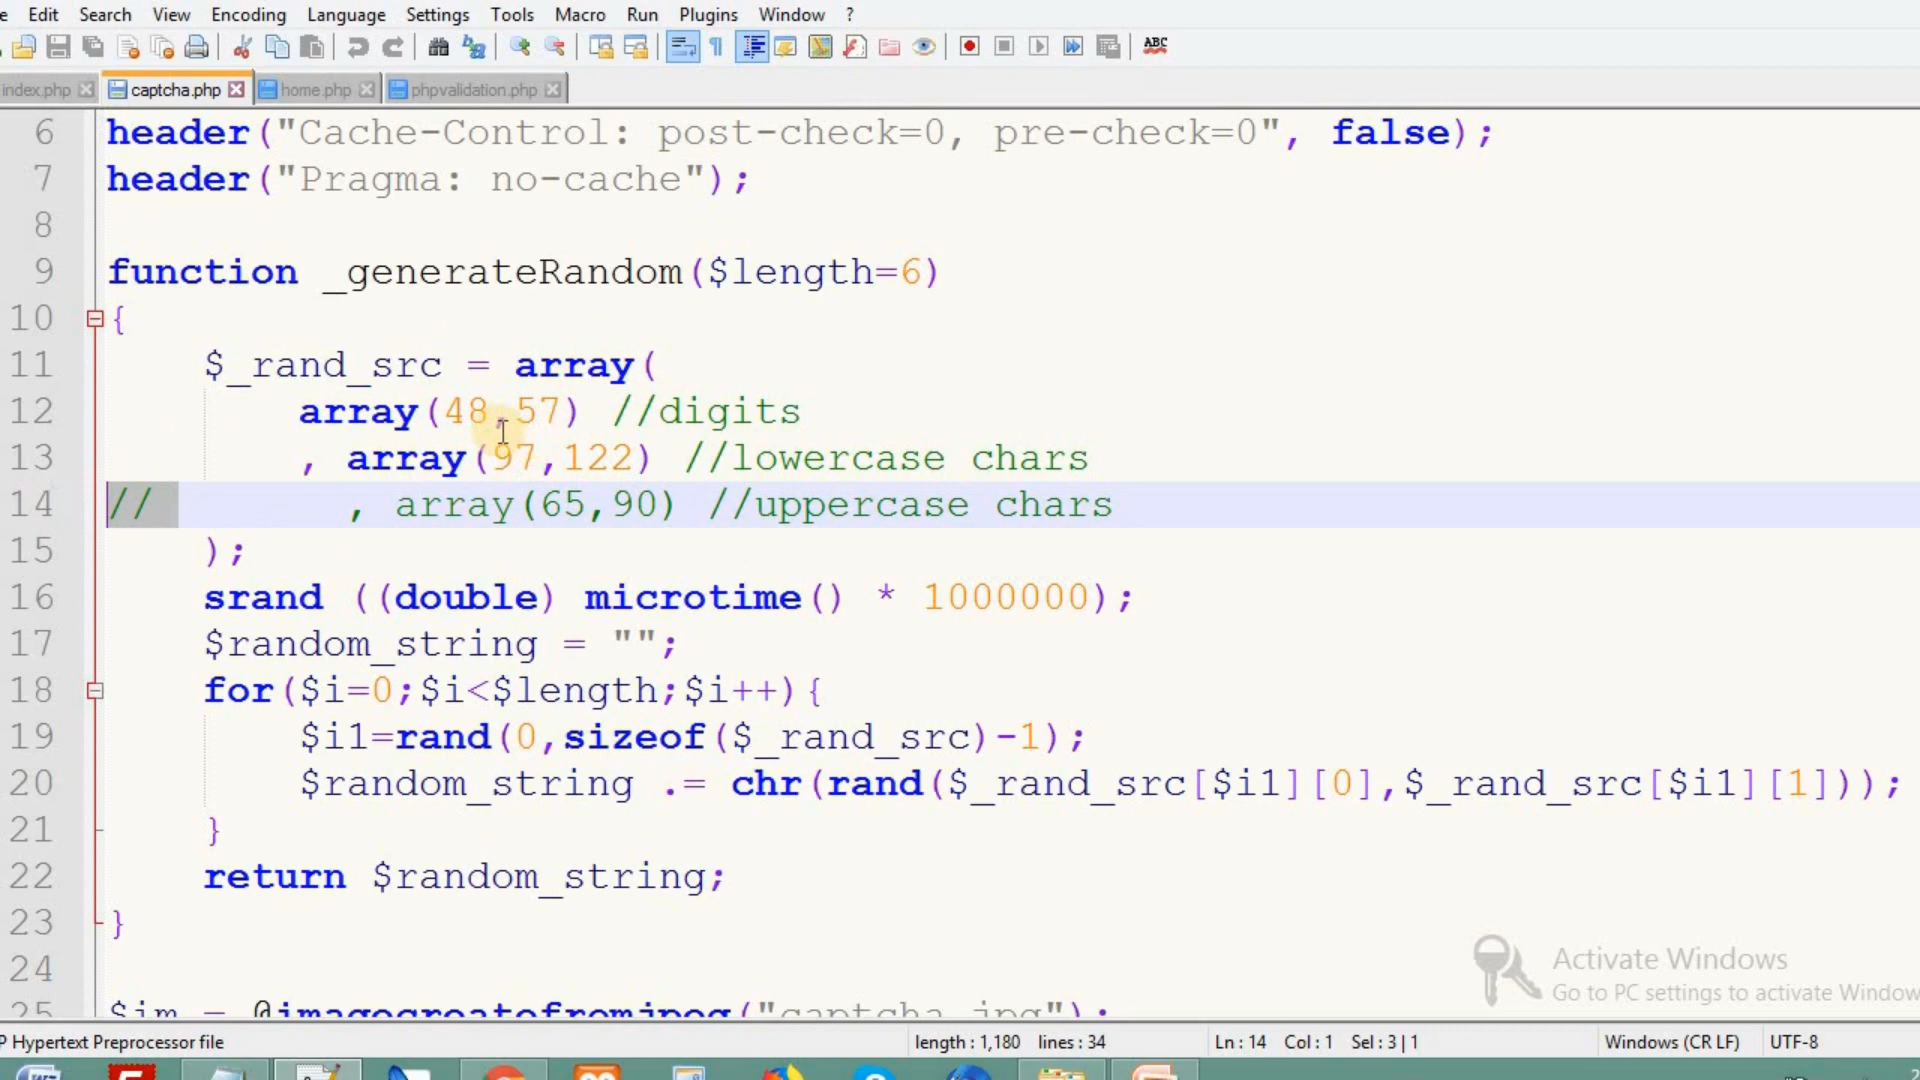 Edit Search View Encoding Language Settings Tools Macro Run Plugins Window ?
ABC
index.php captcha.php home.php phpvalidation.php
6 header("Cache-Control: post-check=0, pre-check=0", false);
7 header("Pragma: no-cache");
8
9 function _generateRandom($length=6)
10 {
11 $_rand_src = array(
12 array(48,57) //digits
13 , array(97,122) //lowercase chars
14 // , array(65,90) //uppercase chars
15 );
16 srand ((double) microtime() * 1000000);
17 $random_string = "";
18 for($i=0;$i<$length;$i++){
19 $i1=rand(0,sizeof($_rand_src)-1);
20 $random_string .= chr(rand($_rand_src[$i1][0],$_rand_src[$i1][1]));
21 }
22 return $random_string;
23 }
24
25 $im = @imagecreatefromjpeg("captcha.jpg");
Activate Windows
Go to PC settings to activate Window
P Hypertext Preprocessor file length : 1,180 lines : 34 Ln : 14 Col : 1 Sel : 3 | 1 Windows (CR LF) UTF-8